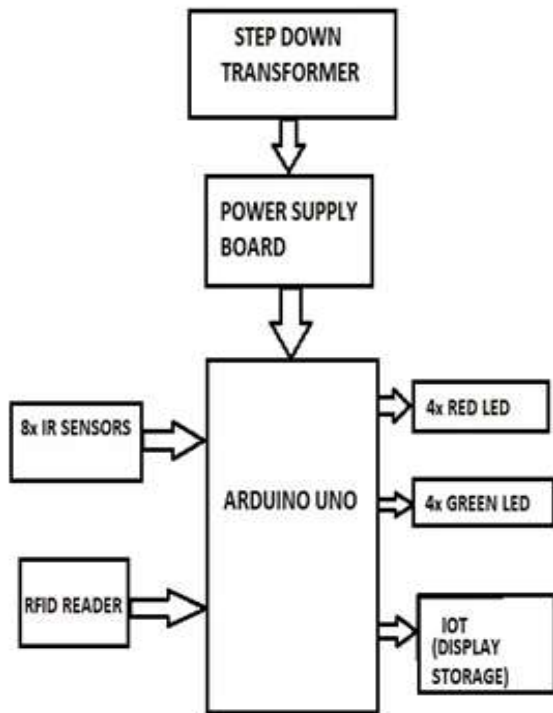 STEP DOWN
TRANSFORMER
POWER SUPPLY
BOARD
8x IR SENSORS
ARDUINO UNO
4x RED LED
4x GREEN LED
RFID READER
IOT
(DISPLAY
STORAGE)